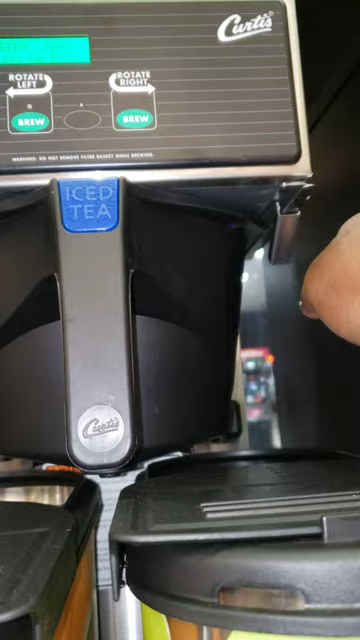 Curtis
ROTATE
LEFT
ROTATE
RIGHT
BREW
BREW
WARNING: DO NOT REMOVE FILTER BASKET WHILE BREWING.
ICED
TEA
Curtis